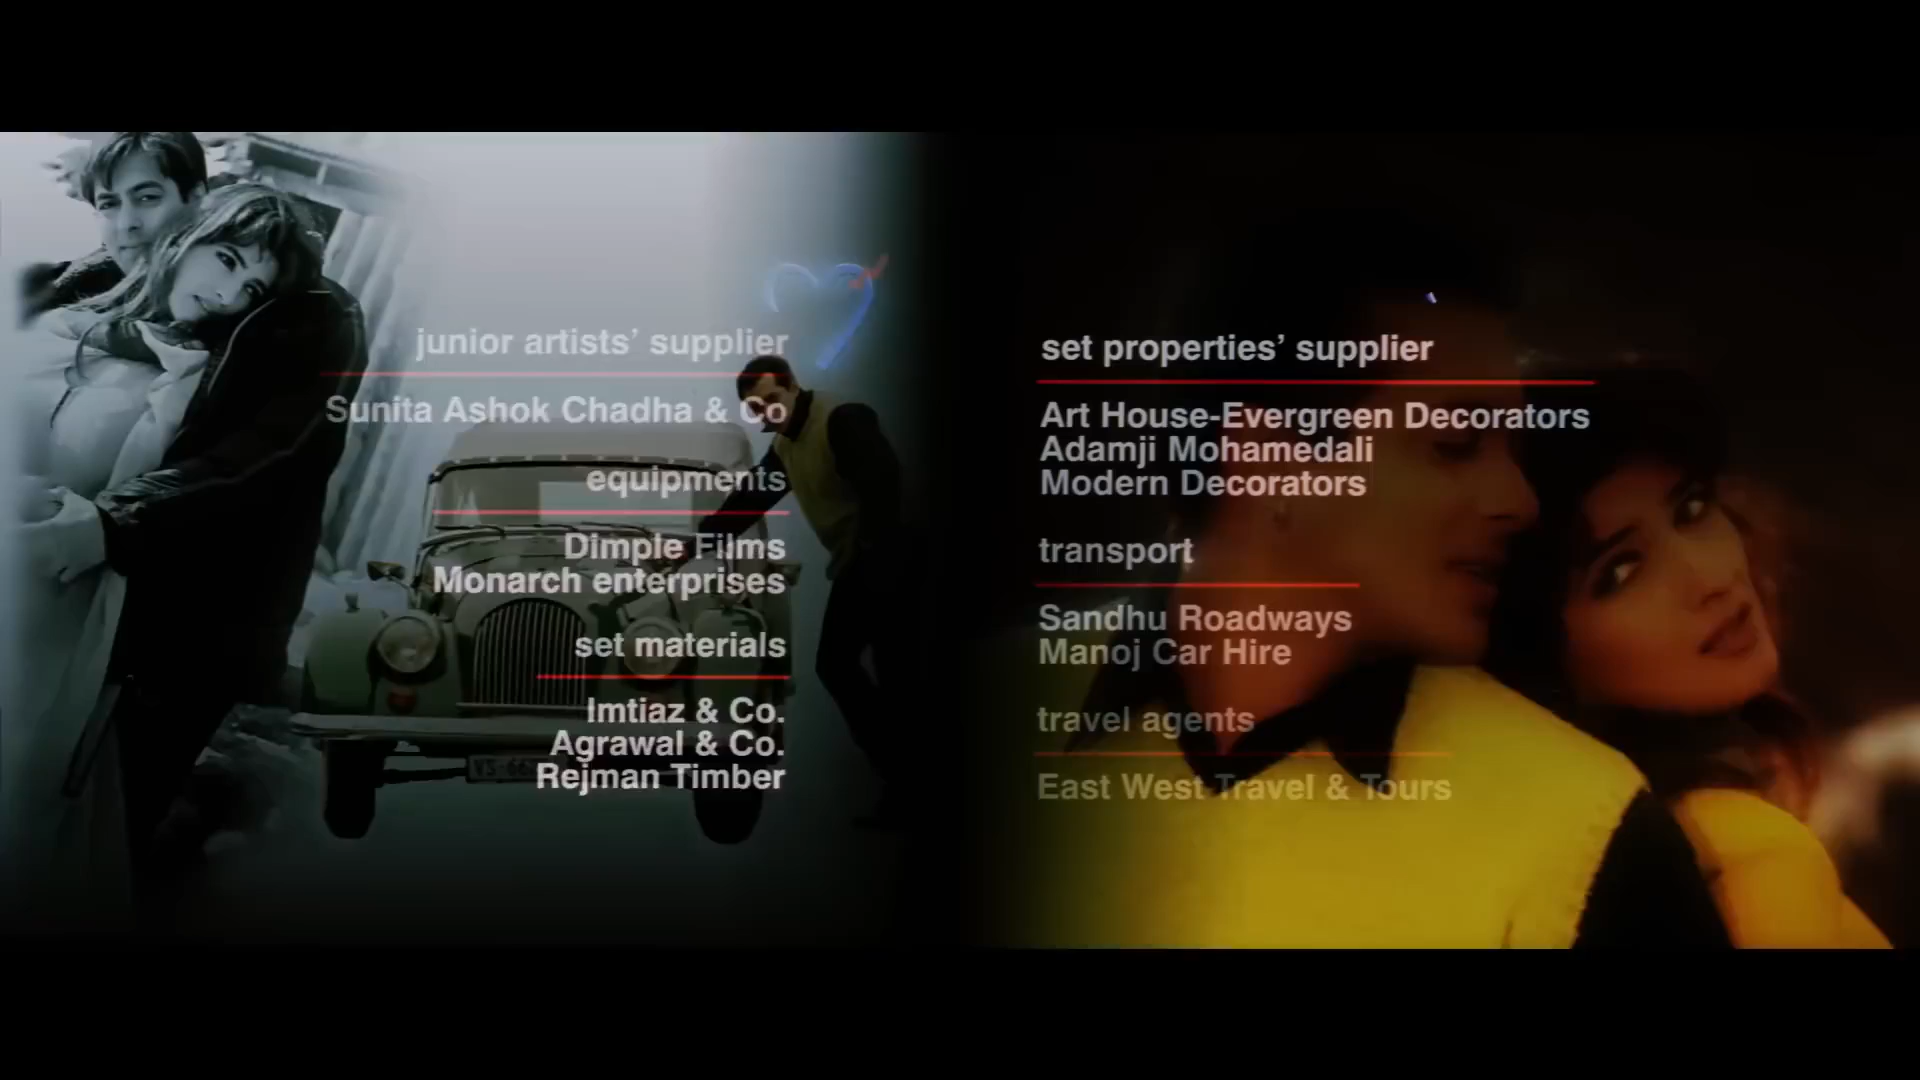 junior artists' supplier
Sunita Ashok Chadha & Co
equipments
Dimple Films
Monarch enterprises
set materials
Imtiaz & Co.
Agrawal & Co.
Rejman Timber
set properties' supplier
Art House-Evergreen Decorators
Adamji Mohamedali
Modern Decorators
transport
Sandhu Roadways
Manoj Car Hire
travel agents
East West Travel & Tours